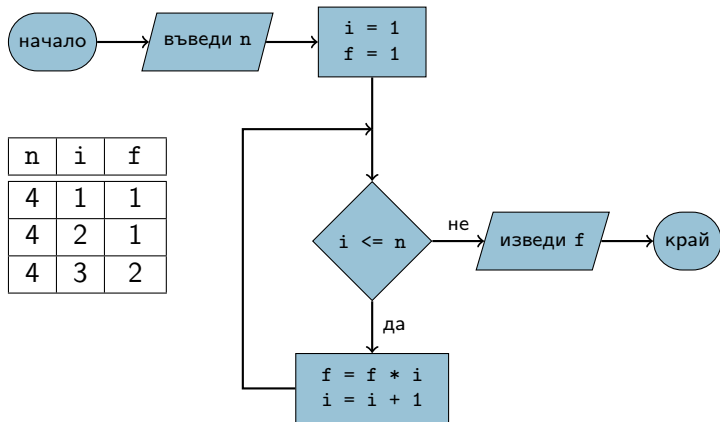 начало
въведи n
i = 1
f = 1
n i f
4 1 1
4 2 1
4 3 2
i <= n
не
изведи f
край
да
f = f * i
i = i + 1